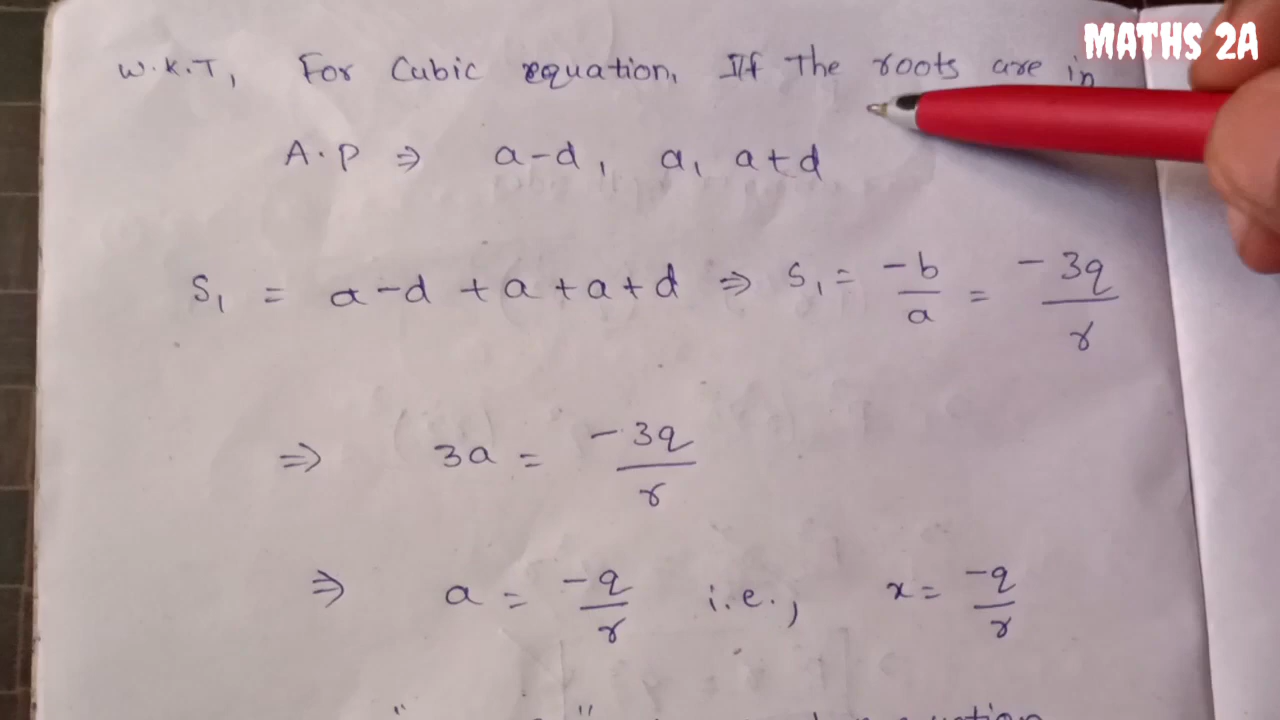 MATHS 2A
W.K.T, For Cubic equation, If The roots are in
A.P ⇒ a-d, a, a+d
S₁ = a-d + a + a + d ⇒ S₁ = -b/a = -3q/r
⇒ 3a = -3q/r
⇒ a = -q/r i.e., x = -q/r